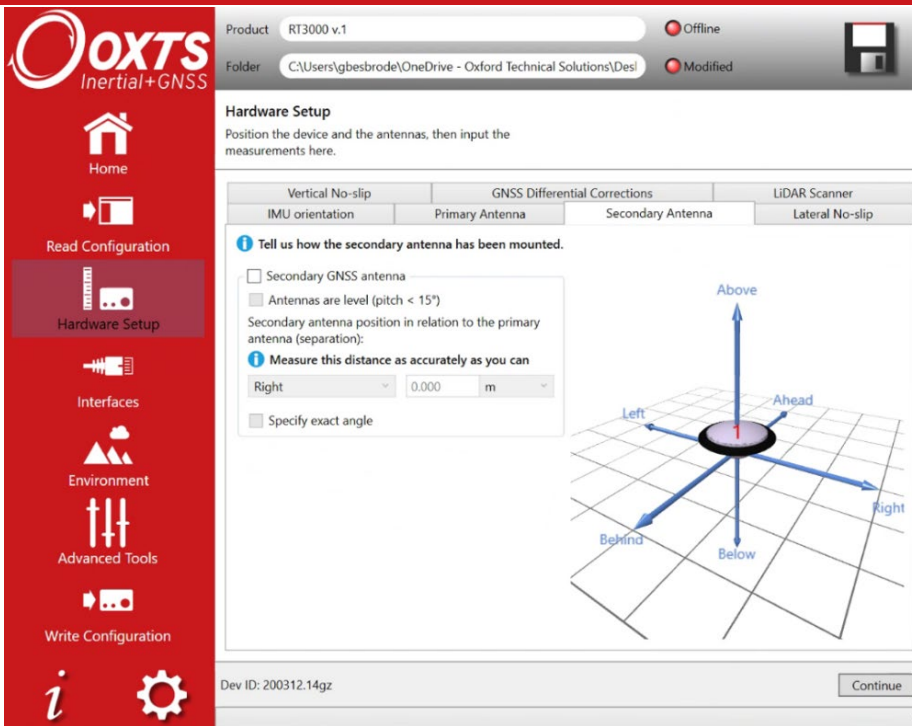 OXTS
Inertial+GNSS
Product RT3000 v.1 Offline
Folder C:\Users\gbesbrode\OneDrive - Oxford Technical Solutions\Des Modified
Home
Read Configuration
Hardware Setup
Interfaces
Environment
Advanced Tools
Write Configuration
i
Hardware Setup
Position the device and the antennas, then input the
measurements here.
Vertical No-slip GNSS Differential Corrections LiDAR Scanner
IMU orientation Primary Antenna Secondary Antenna Lateral No-slip
Tell us how the secondary antenna has been mounted.
Secondary GNSS antenna
Antennas are level (pitch < 15°)
Secondary antenna position in relation to the primary
antenna (separation):
Measure this distance as accurately as you can
Right 0.000 m
Specify exact angle
Above
Ahead
Left
1
Right
Behind
Below
Dev ID: 200312.14gz Continue